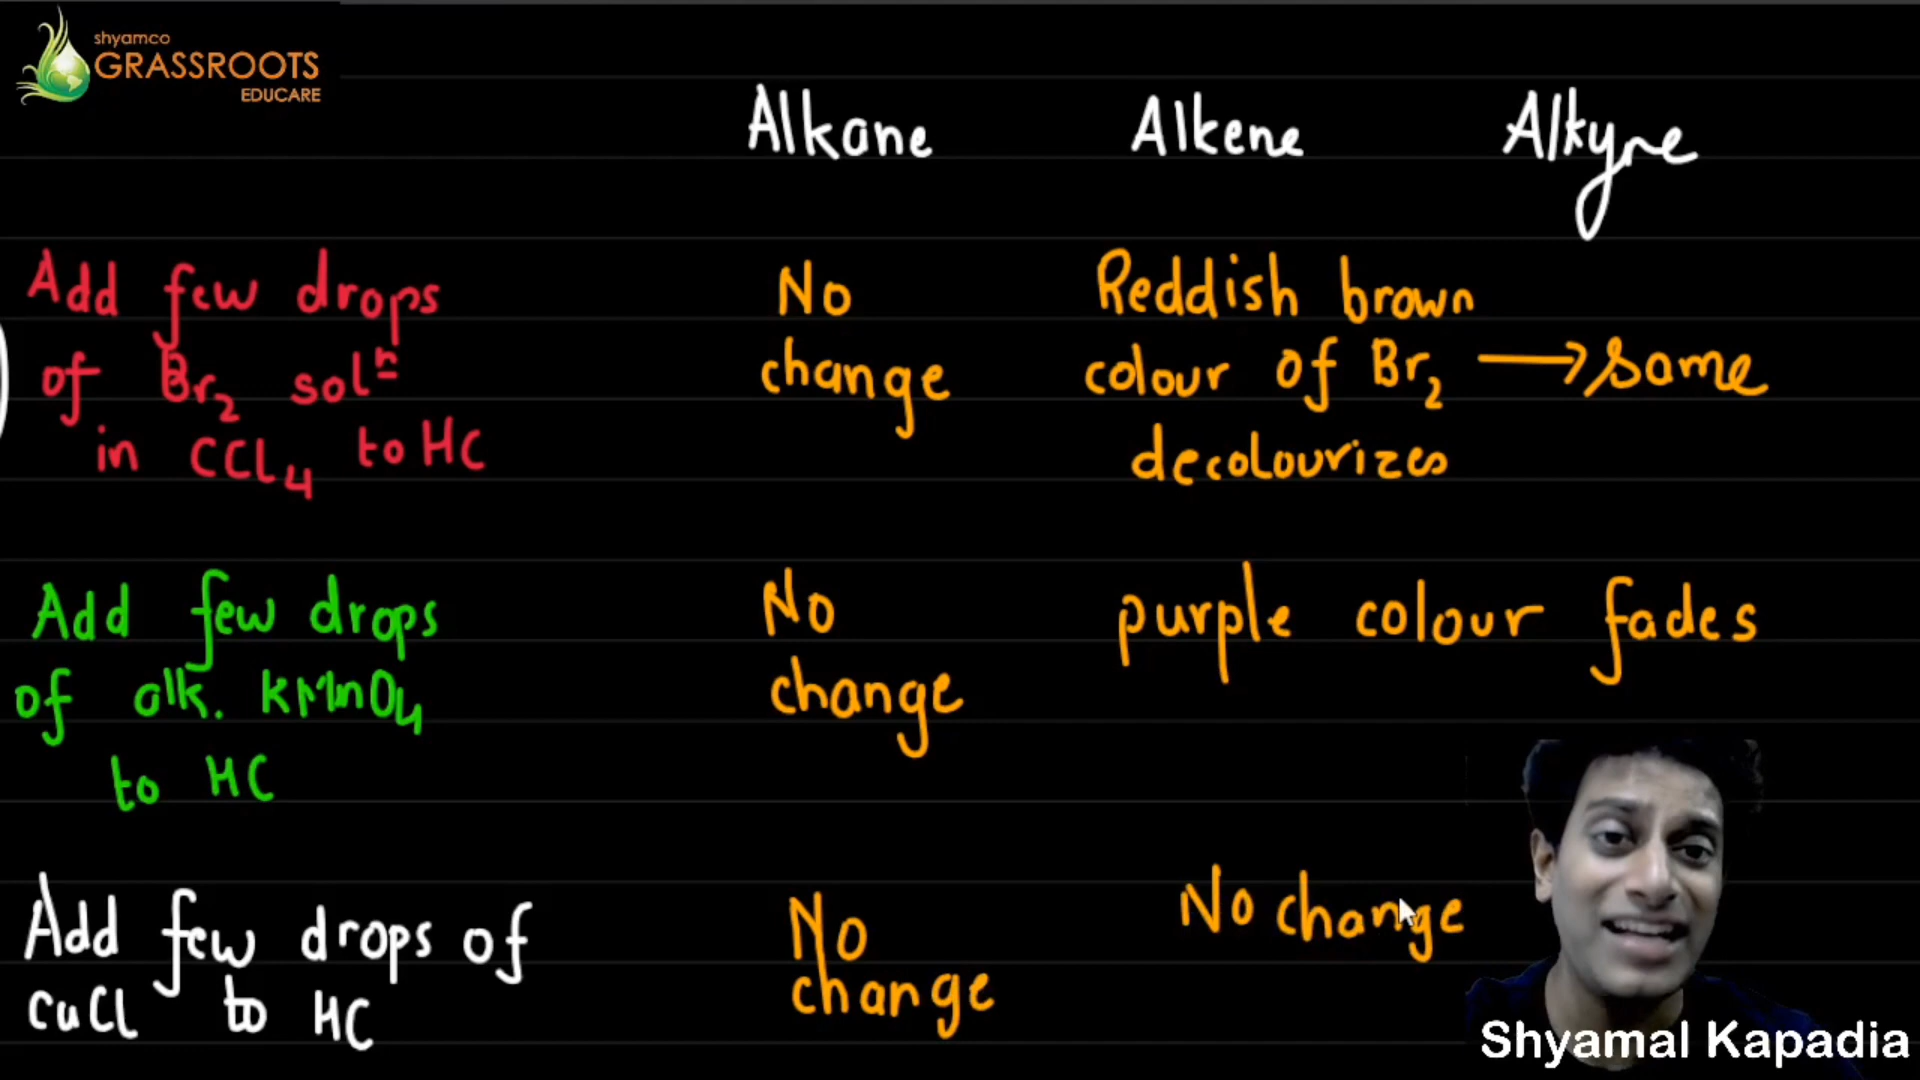 shyamco
GRASSROOTS
EDUCARE
Alkane Alkene Alkyne
Add few drops
of Br₂ solⁿ
in CCl₄ to HC
No
change
Reddish brown
colour of Br₂ → same
decolourizes
Add few drops
of alk. KMnO₄
to HC
No
change
purple colour fades
Add few drops of
CuCl to HC
No
change
No change
Shyamal Kapadia